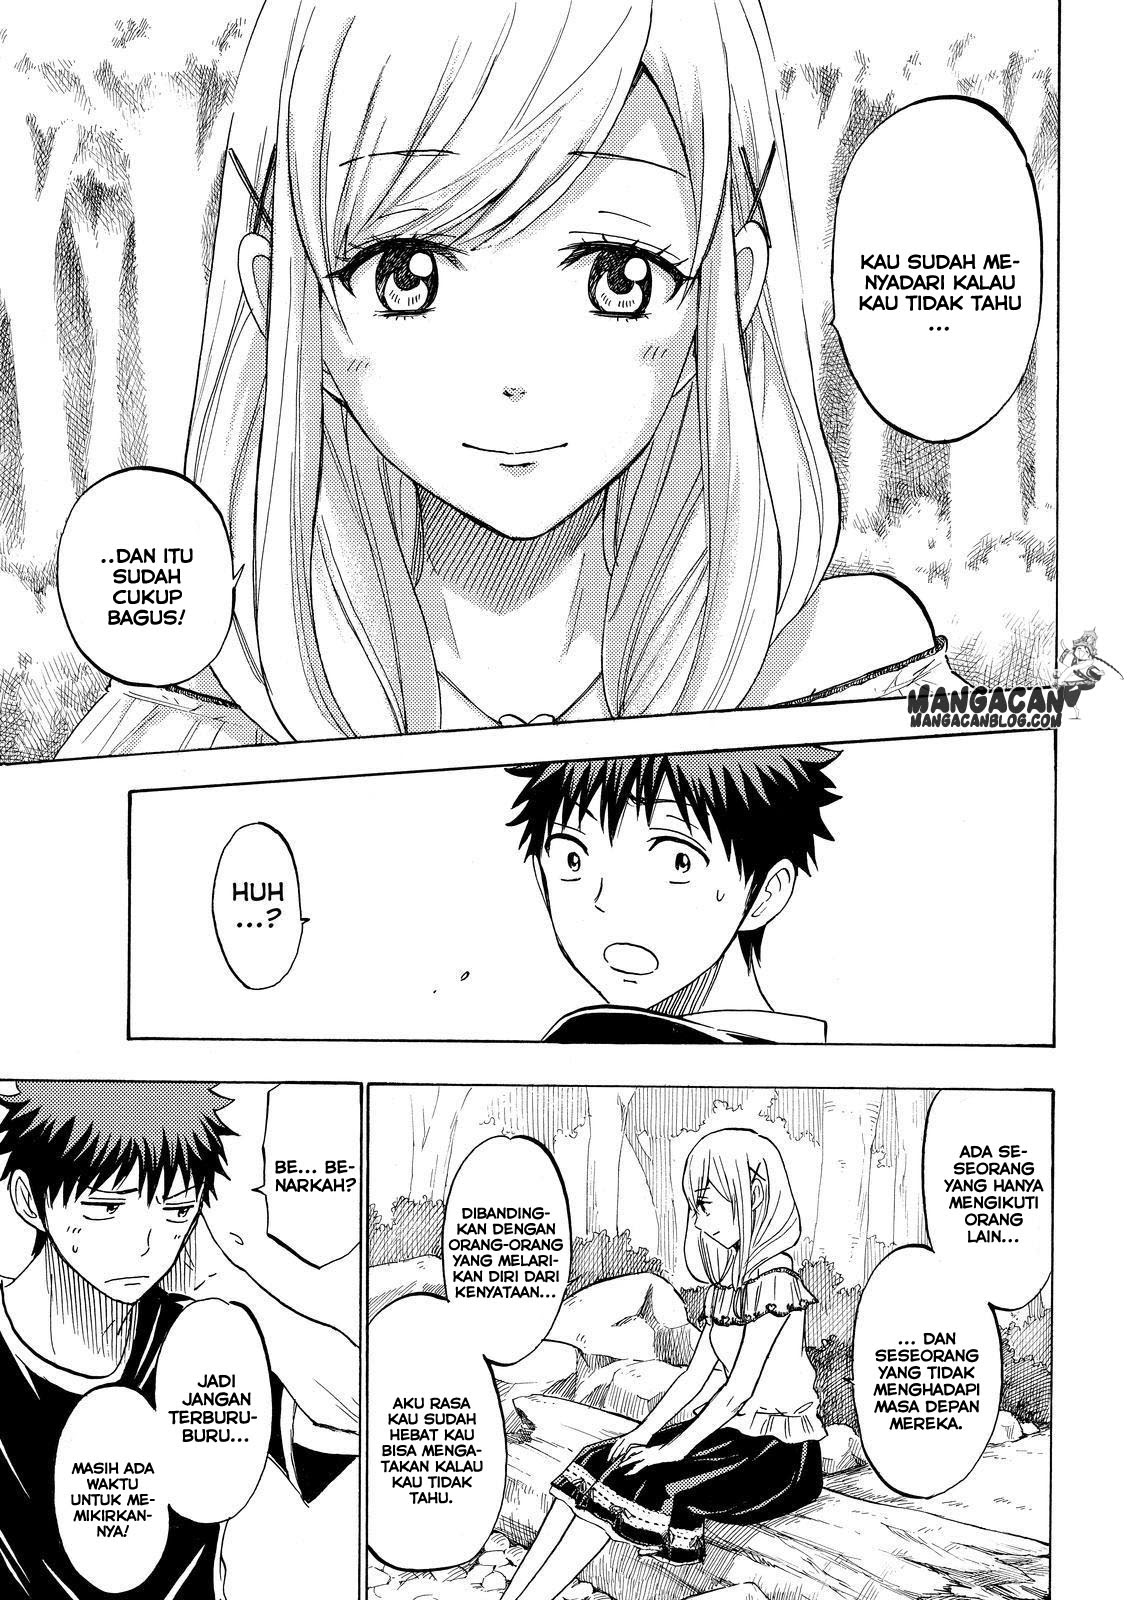 KAU SUDAH ME-
NYADARI KALAU
KAU TIDAK TAHU
...
..DAN ITU
SUDAH
CUKUP
BAGUS!
MANGACAN
MANGACANBLOG.COM
HUH
...?
ADA SE-
SEORANG
YANG HANYA
MENGIKUTI
ORANG
LAIN...
... DAN
SESEORANG
YANG TIDAK
MENGHADAPI
MASA DEPAN
MEREKA.
DIBANDING-
KAN DENGAN
ORANG-ORANG
YANG MELARI-
KAN DIRI DARI
KENYATAAN...
AKU RASA
KAU SUDAH
HEBAT KAU
BISA MENGA-
TAKAN KALAU
KAU TIDAK
TAHU.
BE... BE-
NARKAH?
JADI
JANGAN
TERBURU-
BURU...
MASIH ADA
WAKTU
UNTUK ME-
MIKIRKAN-
NYA!